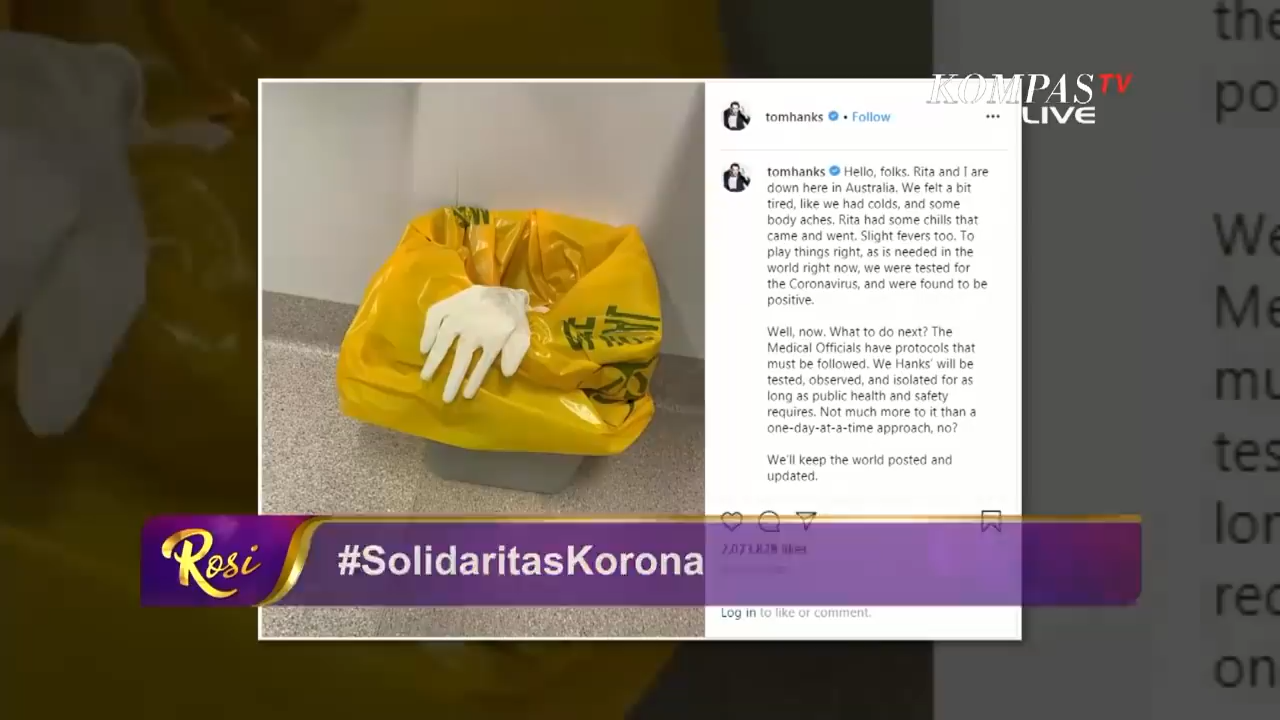 KOMPAS TV
LIVE
tomhanks • Follow
tomhanks Hello, folks. Rita and I are
down here in Australia. We felt a bit
tired, like we had colds, and some
body aches. Rita had some chills that
came and went. Slight fevers too. To
play things right, as is needed in the
world right now, we were tested for
the Coronavirus, and were found to be
positive.
Well, now. What to do next? The
Medical Officials have protocols that
must be followed. We Hanks' will be
tested, observed, and isolated for as
long as public health and safety
requires. Not much more to it than a
one-day-at-a-time approach, no?
We'll keep the world posted and
updated.
likes
Rosi
#SolidaritasKorona
Log in to like or comment.